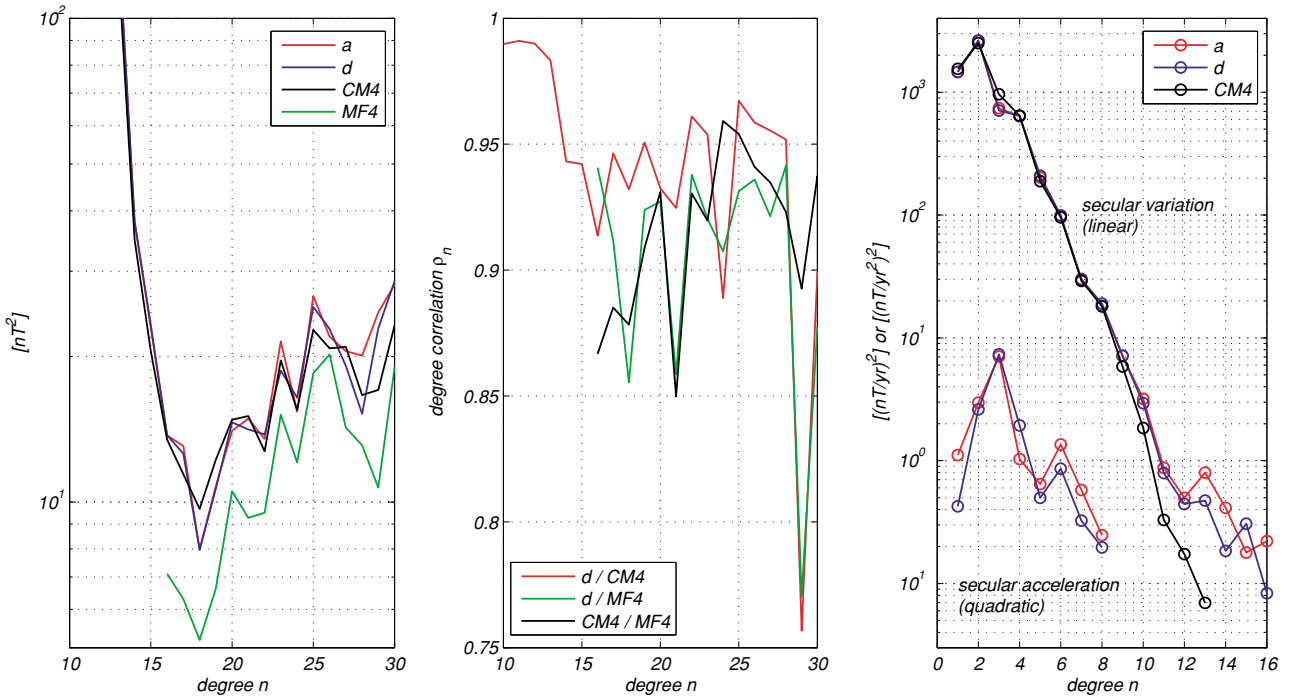 10^2
10^1
[nT^2]
a
d
CM4
MF4
10 15 20 25 30
degree n
1
0.95
0.9
0.85
0.8
0.75
degree correlation ρ_n
d / CM4
d / MF4
CM4 / MF4
10 15 20 25 30
degree n
10^3
10^2
10^1
10^0
10^1
[(nT/yr)^2] or [(nT/yr^2)^2]
a
d
CM4
secular variation
(linear)
secular acceleration
(quadratic)
0 2 4 6 8 10 12 14 16
degree n